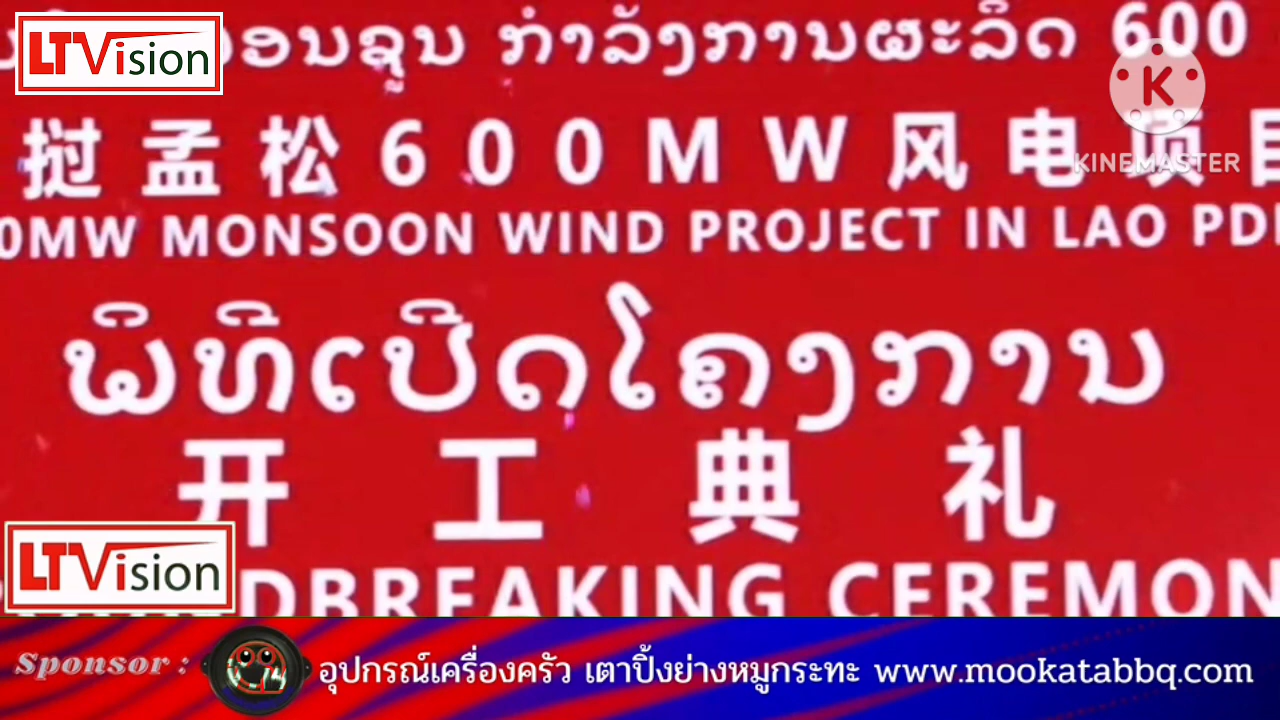 LTVision
ກຳລັງການຜະລິດ 600
K
KINEMASTER
挝孟松600MW风电项目
0MW MONSOON WIND PROJECT IN LAO PD
ພິທີເປີດໂຄງການ
开工典礼
LTVision
DBREAKING CEREMON
Sponsor :
อุปกรณ์เครื่องครัว เตาปิ้งย่างหมูกระทะ www.mookatabbq.com